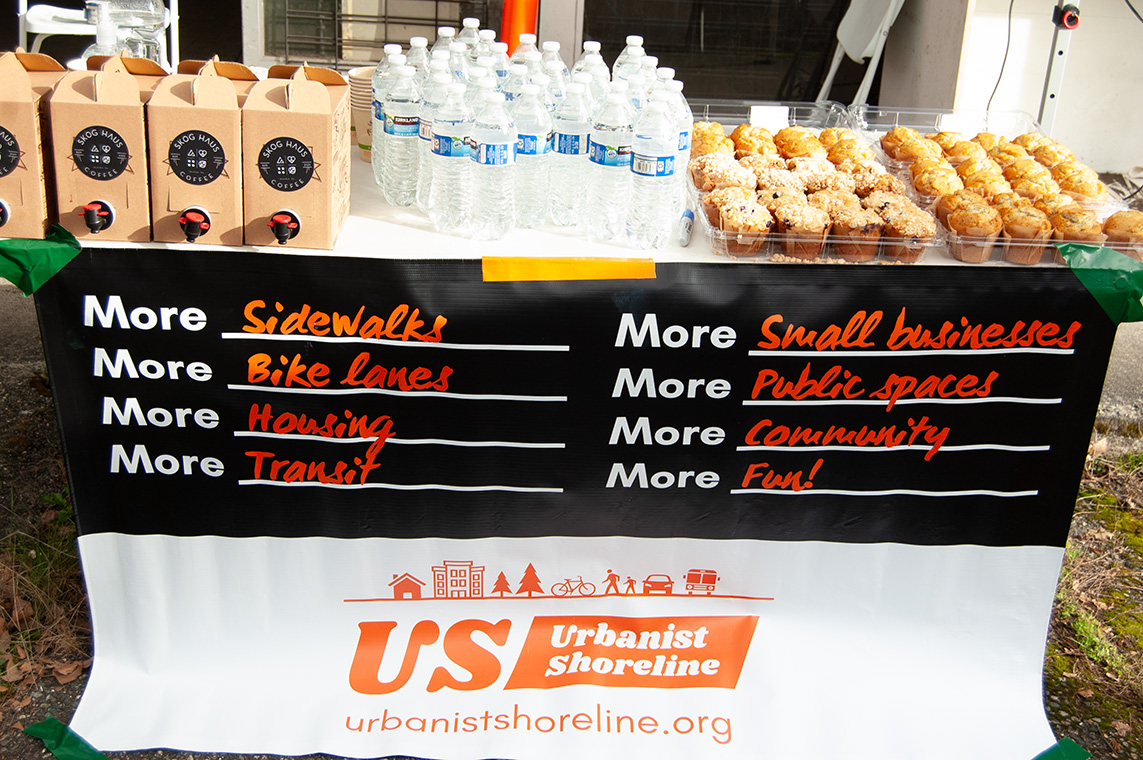 SKOG HAUS
COFFEE
SKOG HAUS
COFFEE
SKOG HAUS
COFFEE
KIRKLAND
More Sidewalks
More Bike lanes
More Housing
More Transit
More Small businesses
More Public spaces
More Community
More Fun!
US Urbanist
Shoreline
urbanistshoreline.org